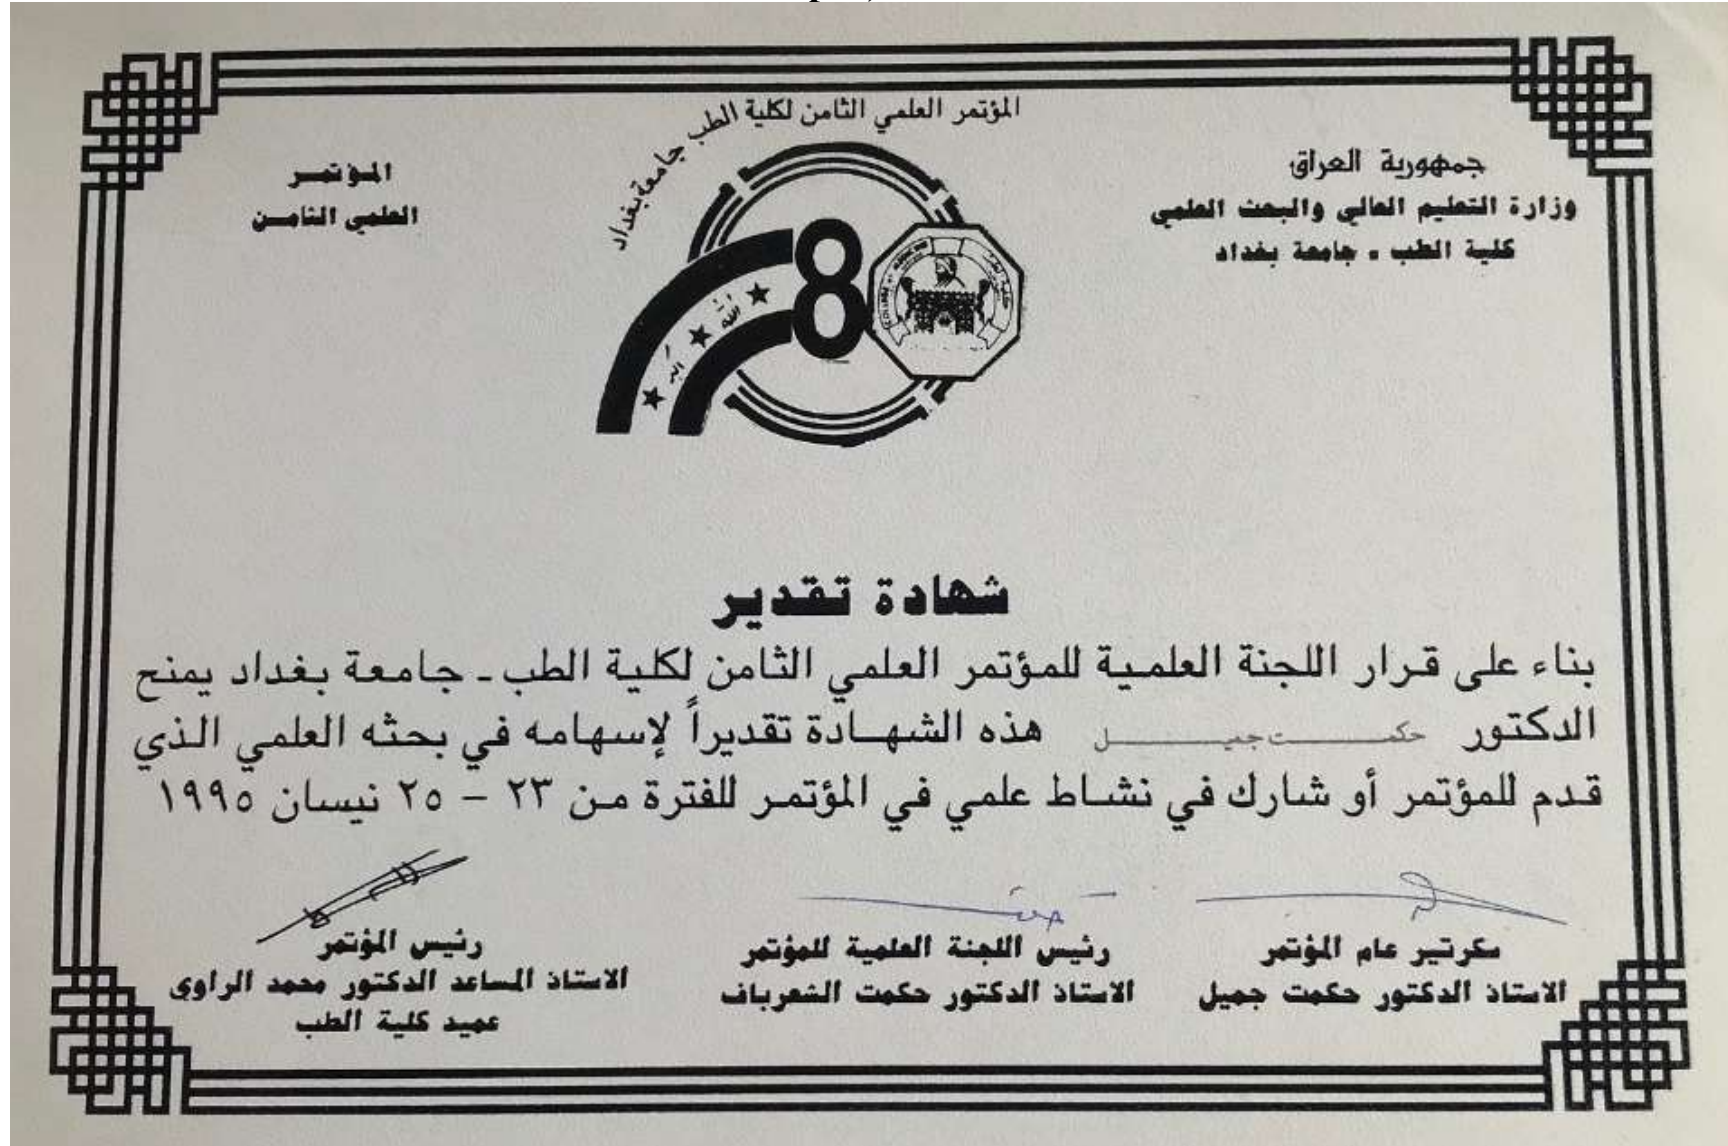 جمهورية العراق
وزارة التعليم العالي والبحث العلمي
كلية الطب - جامعة بغداد
المؤتمر العلمي الثامن لكلية الطب جامعة بغداد
المؤتمر
العلمي الثامن
8
الله
اكبر
شهادة تقدير
بناء على قرار اللجنة العلمية للمؤتمر العلمي الثامن لكلية الطب - جامعة بغداد يمنح
الدكتور حكمت جميل هذه الشهادة تقديراً لإسهامه في بحثه العلمي الذي
قدم للمؤتمر أو شارك في نشاط علمي في المؤتمر للفترة من ٢٣ - ٢٥ نيسان ١٩٩٥
سكرتير عام المؤتمر
الاستاذ الدكتور حكمت جميل
رئيس اللجنة العلمية للمؤتمر
الاستاذ الدكتور حكمت الشعرباف
رئيس المؤتمر
الاستاذ المساعد الدكتور محمد الراوي
عميد كلية الطب